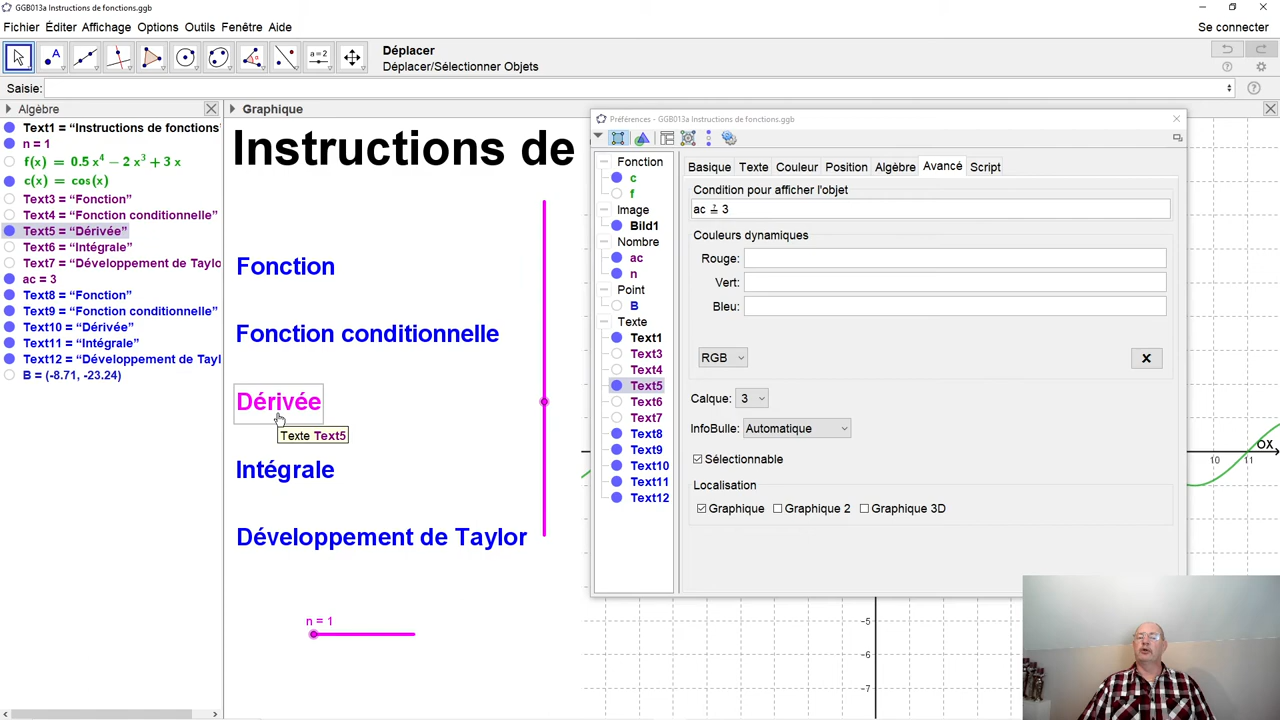 GGB013a Instructions de fonctions.ggb
Fichier Éditer Affichage Options Outils Fenêtre Aide
Se connecter
Déplacer
Déplacer/Sélectionner Objets
A
a=2
Saisie:
Algèbre
Graphique
Text1 = “Instructions de fonctions”
n = 1
f(x) = 0.5 x⁴ − 2 x³ + 3 x
c(x) = cos(x)
Text3 = “Fonction”
Text4 = “Fonction conditionnelle”
Text5 = “Dérivée”
Text6 = “Intégrale”
Text7 = “Développement de Taylo
ac = 3
Text8 = “Fonction”
Text9 = “Fonction conditionnelle”
Text10 = “Dérivée”
Text11 = “Intégrale”
Text12 = “Développement de Tayl
B = (-8.71, -23.24)
Instructions de
Fonction
Fonction conditionnelle
Dérivée
Texte Text5
Intégrale
Développement de Taylor
n = 1
Préférences - GGB013a Instructions de fonctions.ggb
Fonction
c
f
Image
Bild1
Nombre
ac
n
Point
B
Texte
Text1
Text3
Text4
Text5
Text6
Text7
Text8
Text9
Text10
Text11
Text12
Basique Texte Couleur Position Algèbre Avancé Script
Condition pour afficher l'objet
ac ≟ 3
Couleurs dynamiques
Rouge:
Vert:
Bleu:
RGB
Calque: 3
InfoBulle: Automatique
Sélectionnable
Localisation
Graphique Graphique 2 Graphique 3D
OX
10 11
-5
-6
-7